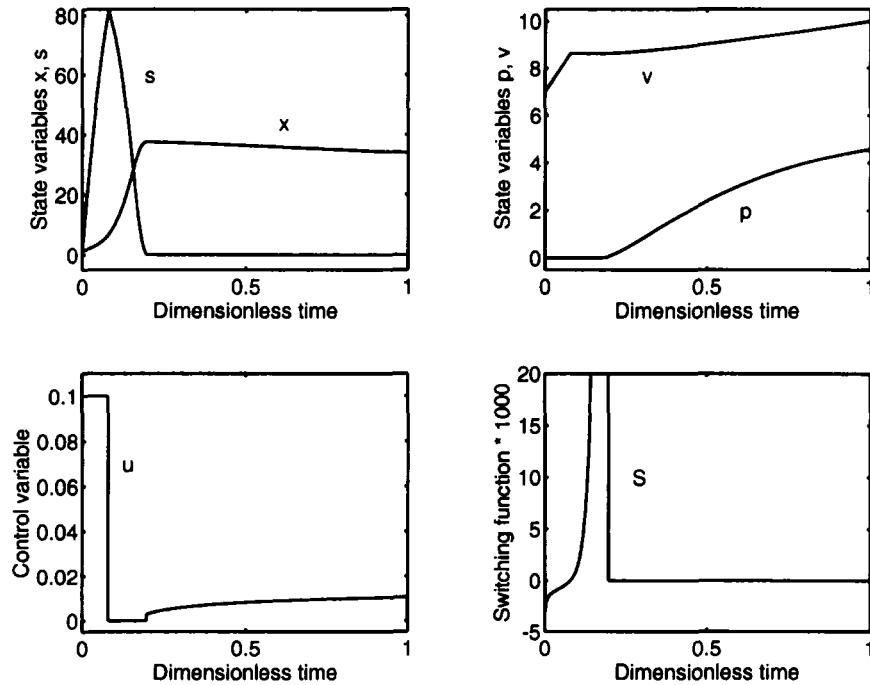 State variables x, s
80
60
40
20
0
s
x
0
0.5
1
Dimensionless time
State variables p, v
10
8
6
4
2
0
v
p
0
0.5
1
Dimensionless time
Control variable
0.1
0.08
0.06
0.04
0.02
0
u
0
0.5
1
Dimensionless time
Switching function * 1000
20
15
10
5
0
-5
S
0
0.5
1
Dimensionless time